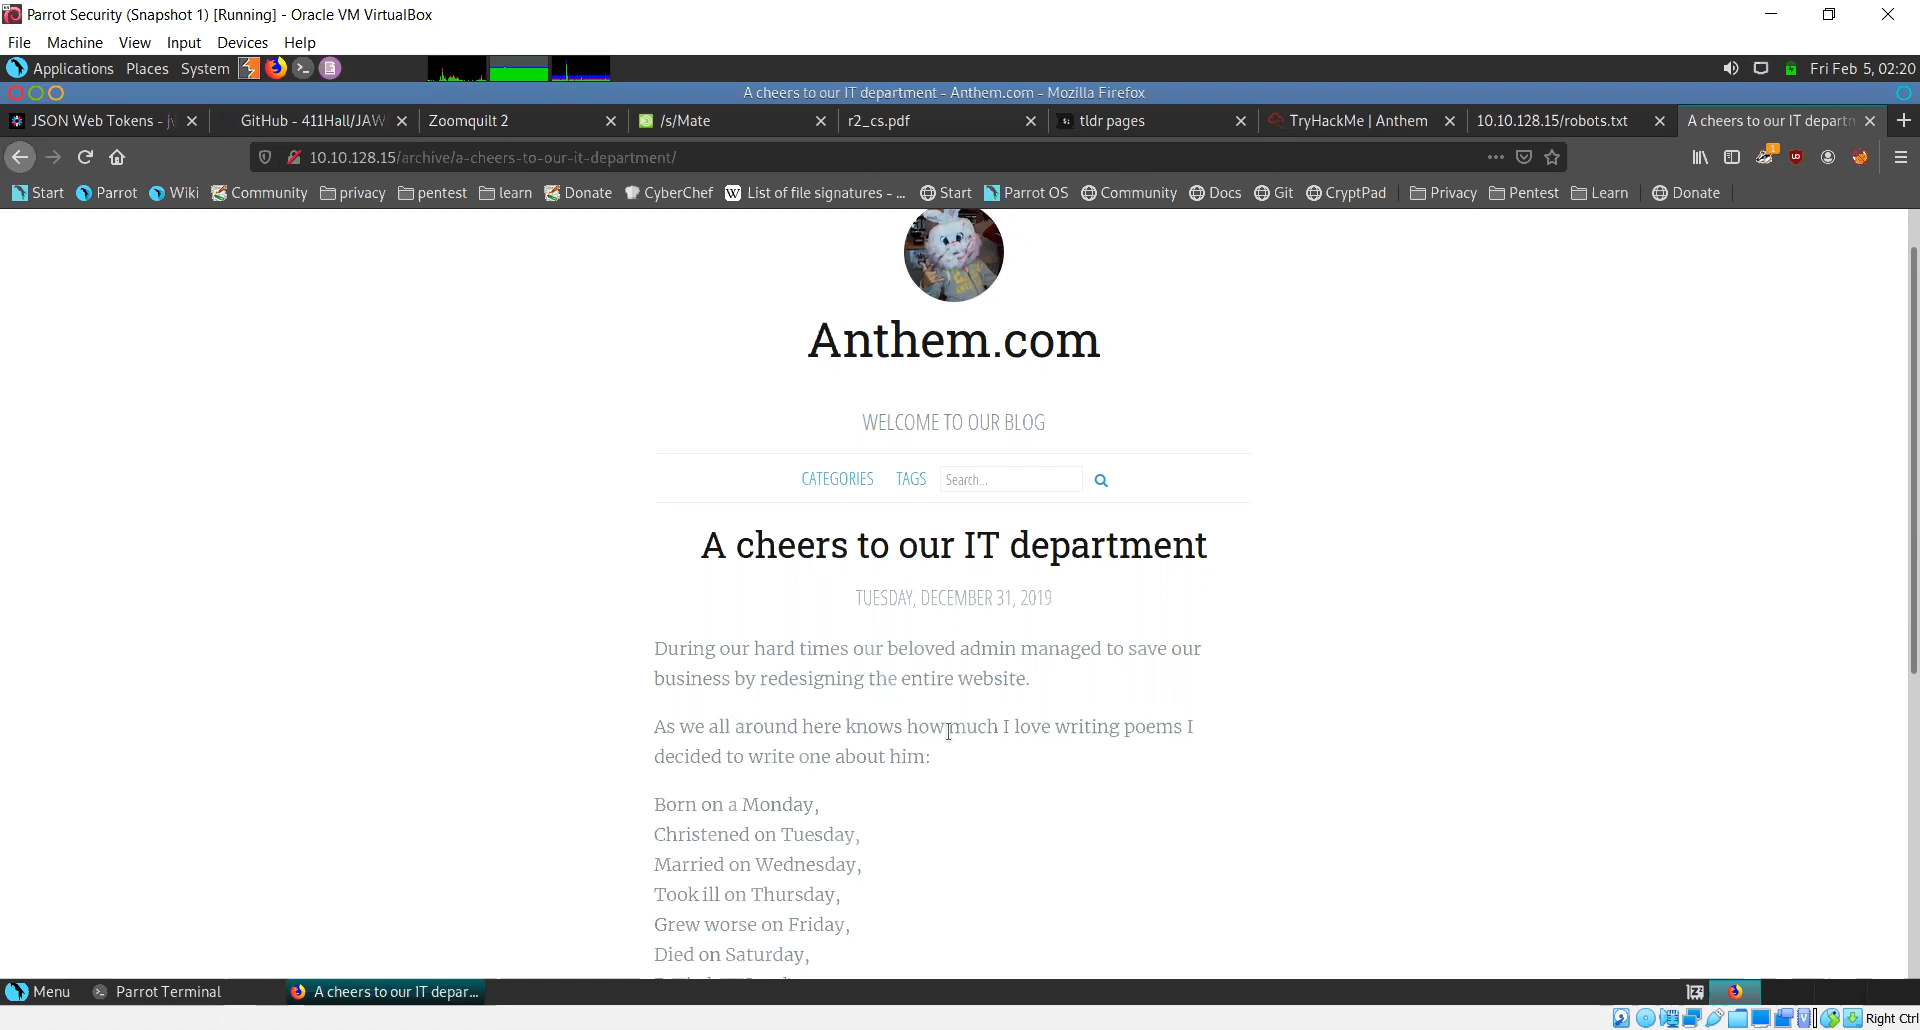 Parrot Security (Snapshot 1) [Running] - Oracle VM VirtualBox
File Machine View Input Devices Help
Applications Places System Fri Feb 5, 02:20
A cheers to our IT department - Anthem.com - Mozilla Firefox
JSON Web Tokens - GitHub - 411Hall/JAW Zoomquilt 2 /s/Mate r2_cs.pdf tldr pages TryHackMe | Anthem 10.10.128.15/robots.txt A cheers to our IT departn
10.10.128.15/archive/a-cheers-to-our-it-department/
Start Parrot Wiki Community privacy pentest learn Donate CyberChef List of file signatures - ... Start Parrot OS Community Docs Git CryptPad Privacy Pentest Learn Donate
Anthem.com
WELCOME TO OUR BLOG
CATEGORIES TAGS Search...
A cheers to our IT department
TUESDAY, DECEMBER 31, 2019
During our hard times our beloved admin managed to save our
business by redesigning the entire website.
As we all around here knows how much I love writing poems I
decided to write one about him:
Born on a Monday,
Christened on Tuesday,
Married on Wednesday,
Took ill on Thursday,
Grew worse on Friday,
Died on Saturday,
Menu Parrot Terminal A cheers to our IT depar...
Right Ctrl